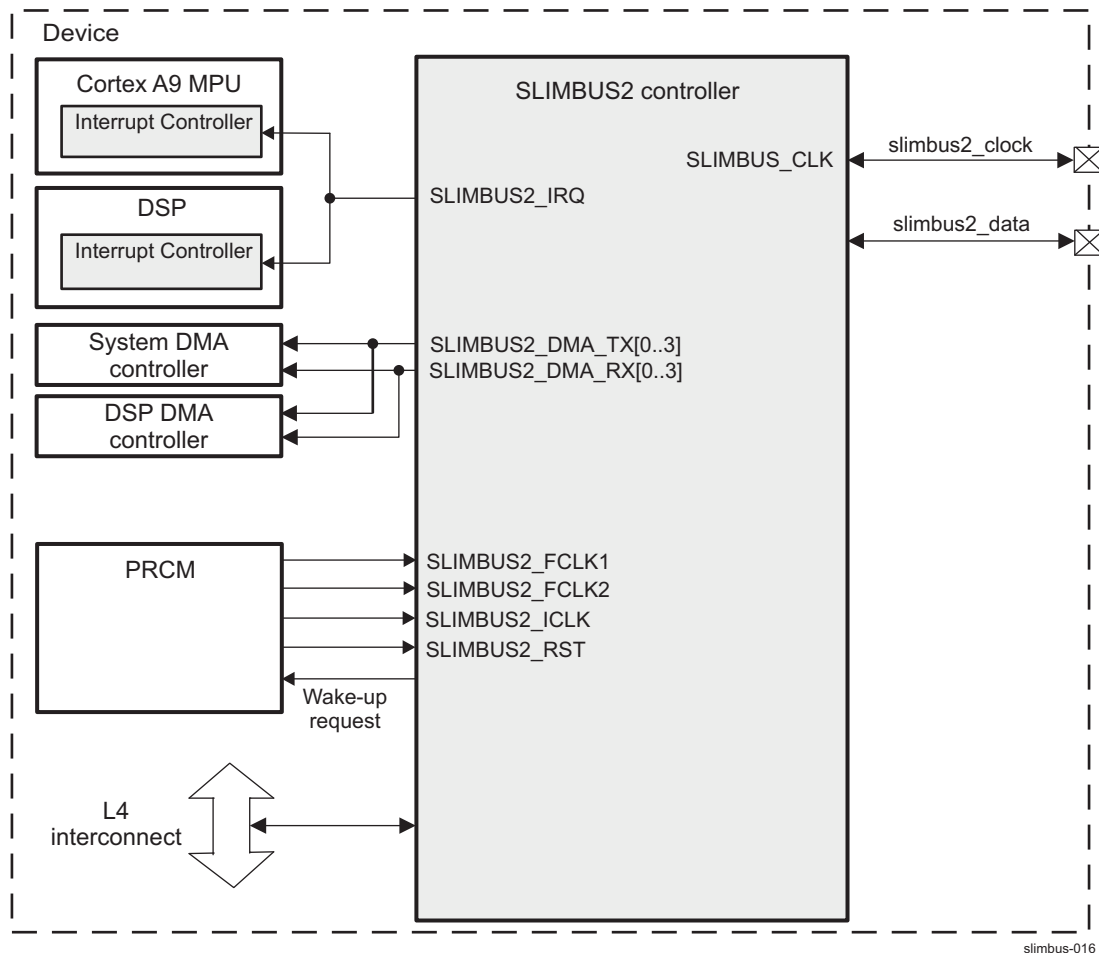 Device
Cortex A9 MPU
Interrupt Controller
DSP
Interrupt Controller
System DMA
controller
DSP DMA
controller
PRCM
Wake-up
request
L4
interconnect
SLIMBUS2 controller
SLIMBUS_CLK
SLIMBUS2_IRQ
SLIMBUS2_DMA_TX[0..3]
SLIMBUS2_DMA_RX[0..3]
SLIMBUS2_FCLK1
SLIMBUS2_FCLK2
SLIMBUS2_ICLK
SLIMBUS2_RST
slimbus2_clock
slimbus2_data
slimbus-016